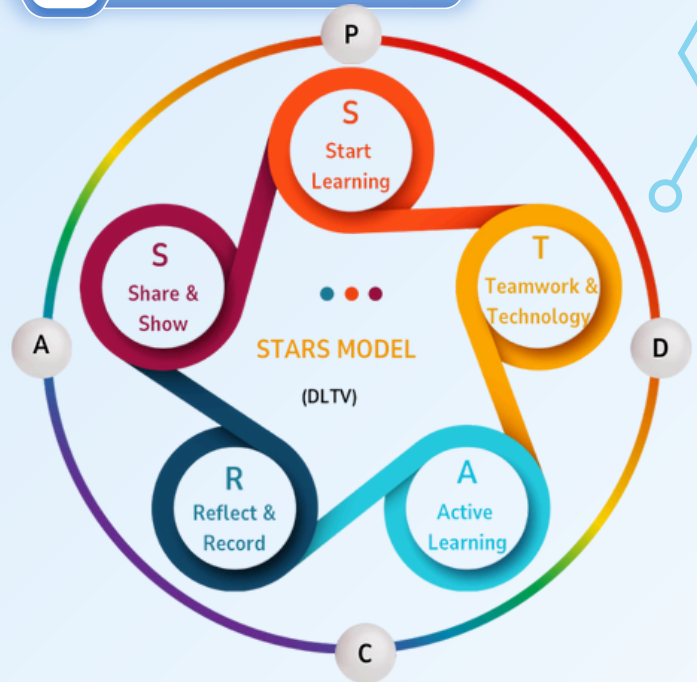 P
S
Start
Learning
S
Share &
Show
T
Teamwork &
Technology
STARS MODEL
(DLTV)
A
D
R
Reflect &
Record
A
Active
Learning
C